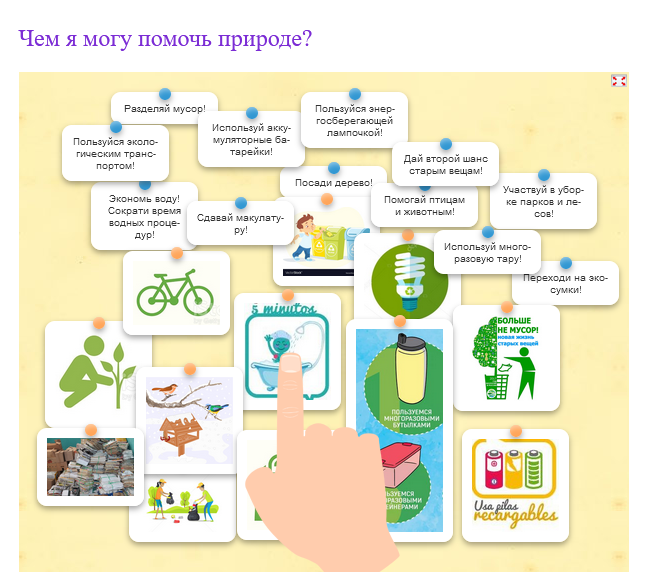 Чем я могу помочь природе?
Разделяй мусор!
Используй акку-
муляторные ба-
тарейки!
Пользуйся энер-
госберегающей
лампочкой!
Пользуйся эколо-
гическим транс-
портом!
Дай второй шанс
старым вещам!
Экономь воду!
Сократи время
водных проце-
дур!
Сдавай макулату-
ру!
Посади дерево!
Помогай птицам
и животным!
Участвуй в убор-
ке парков и ле-
сов!
Используй много-
разовую тару!
Переходи на эко-
сумки!
5 minutos
БОЛЬШЕ
НЕ МУСОР!
новая жизнь
старых вещей
ПОЛЬЗУЕМСЯ
МНОГОРАЗОВЫМИ
БУТЫЛКАМИ
Usa pilas
recargables